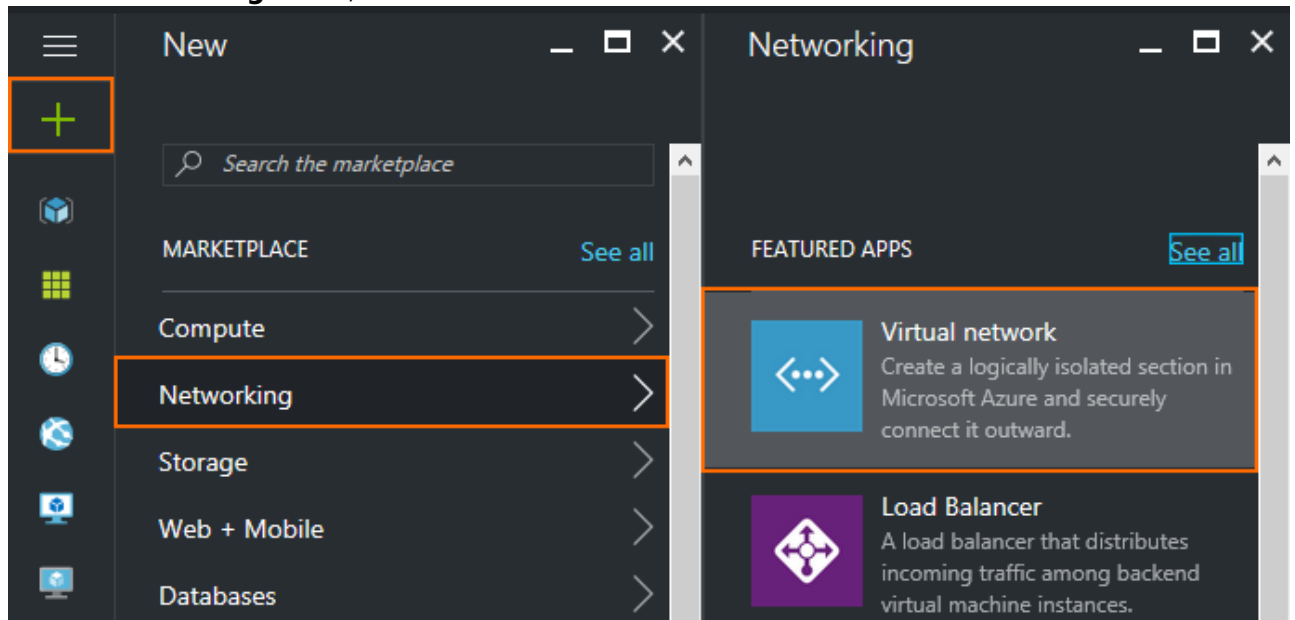 New
Search the marketplace
MARKETPLACE See all
Compute
Networking
Storage
Web + Mobile
Databases
Networking
FEATURED APPS See all
Virtual network
Create a logically isolated section in
Microsoft Azure and securely
connect it outward.
Load Balancer
A load balancer that distributes
incoming traffic among backend
virtual machine instances.